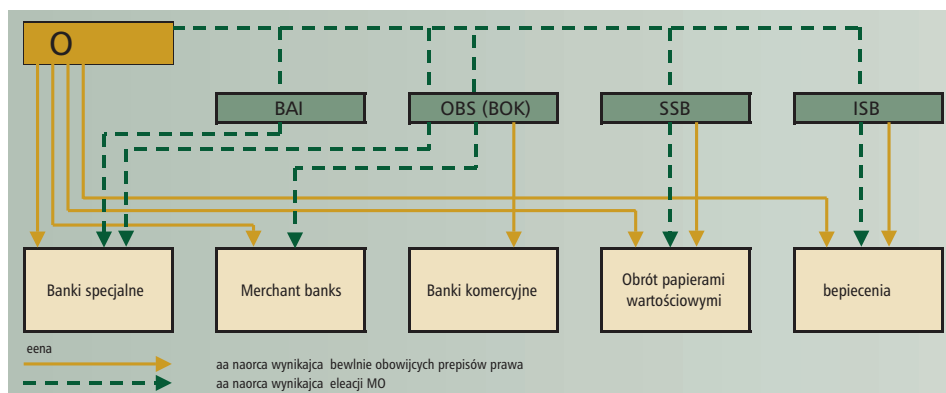 O
BAI
OBS (BOK)
SSB
ISB
Banki specjalne
Merchant banks
Banki komercyjne
Obrót papierami
wartościowymi
bepiecenia
eena
aa naorca wynikajca bewlnie obowijcych prepisów prawa
aa naorca wynikajca eleacji MO